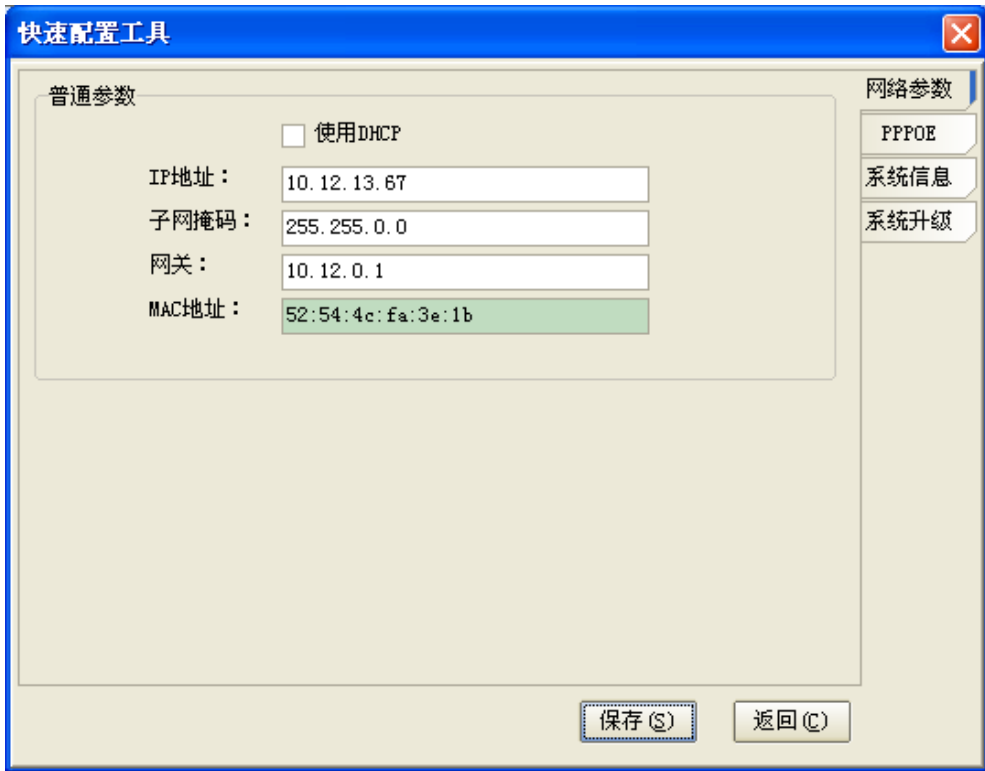 快速配置工具
普通参数
使用DHCP
IP地址：
10.12.13.67
子网掩码：
255.255.0.0
网关：
10.12.0.1
MAC地址：
52:54:4c:fa:3e:1b
网络参数
PPPOE
系统信息
系统升级
保存(S)
返回(C)